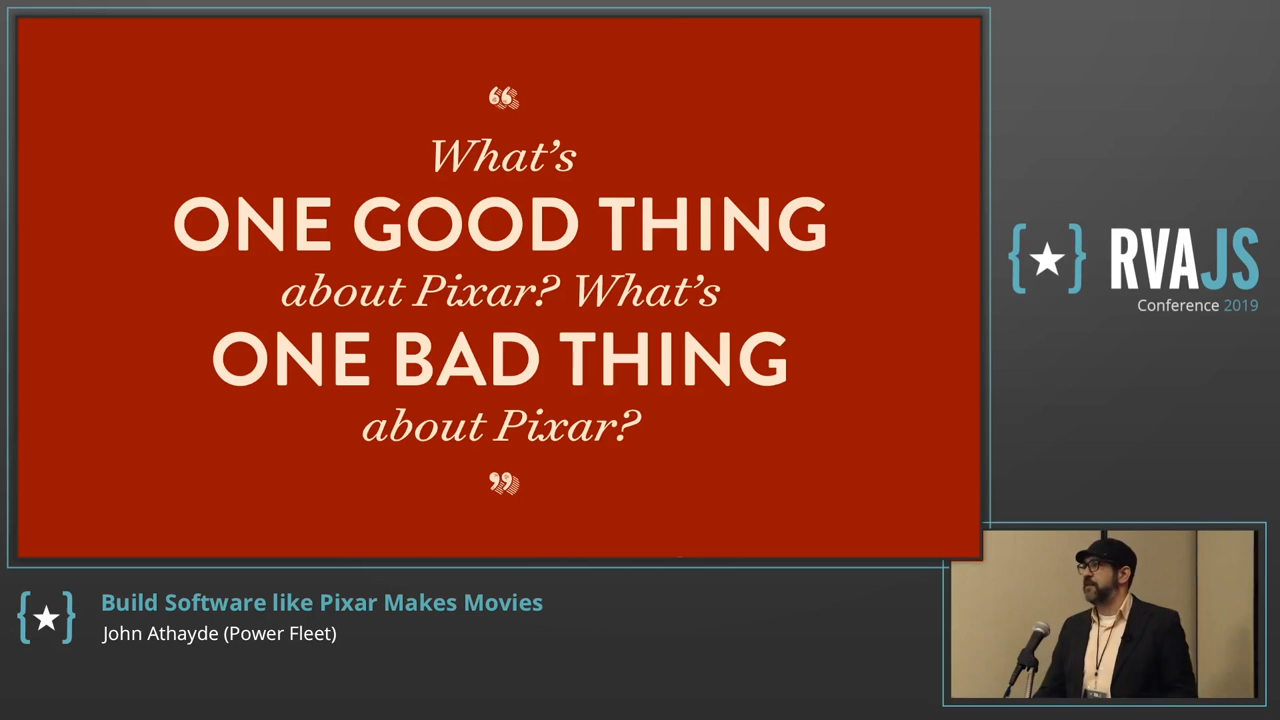 “
What’s
ONE GOOD THING
about Pixar? What’s
ONE BAD THING
about Pixar?
”
{★} RVAJS
Conference 2019
{★} Build Software like Pixar Makes Movies
John Athayde (Power Fleet)